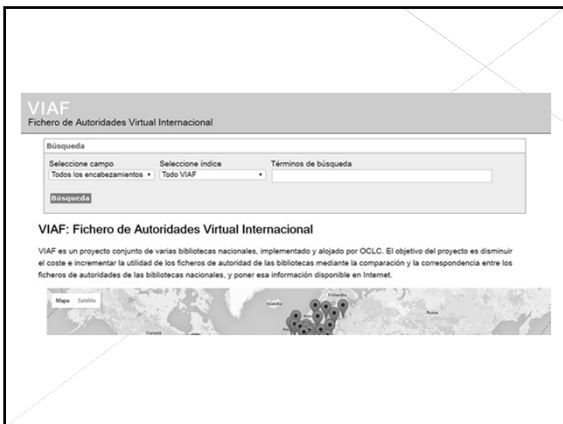 VIAF
Fichero de Autoridades Virtual Internacional
Búsqueda
Seleccione campo Seleccione índice Términos de búsqueda
Todos los encabezamientos Todo VIAF
Búsqueda
VIAF: Fichero de Autoridades Virtual Internacional
VIAF es un proyecto conjunto de varias bibliotecas nacionales, implementado y alojado por OCLC. El objetivo del proyecto es disminuir
el coste e incrementar la utilidad de los ficheros de autoridad de las bibliotecas mediante la comparación y la correspondencia entre los
ficheros de autoridades de las bibliotecas nacionales, y poner esa información disponible en Internet.
Mapa Satélite
Islandia
Finlandia
Rusia
Canadá